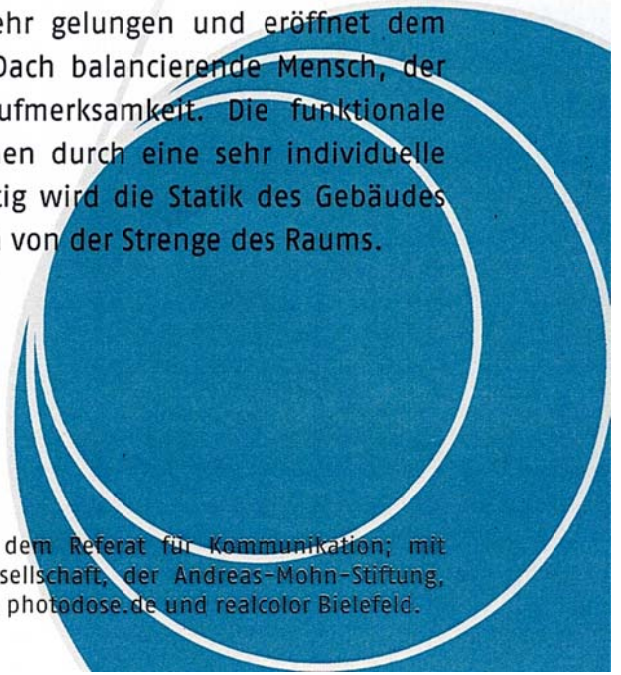 ehr gelungen und eröffnet dem
Dach balancierende Mensch, der
ufmerksamkeit. Die funktionale
en durch eine sehr individuelle
tig wird die Statik des Gebäudes
von der Strenge des Raums.
dem Referat für Kommunikation; mit
sellschaft, der Andreas-Mohn-Stiftung,
photodose.de und realcolor Bielefeld.